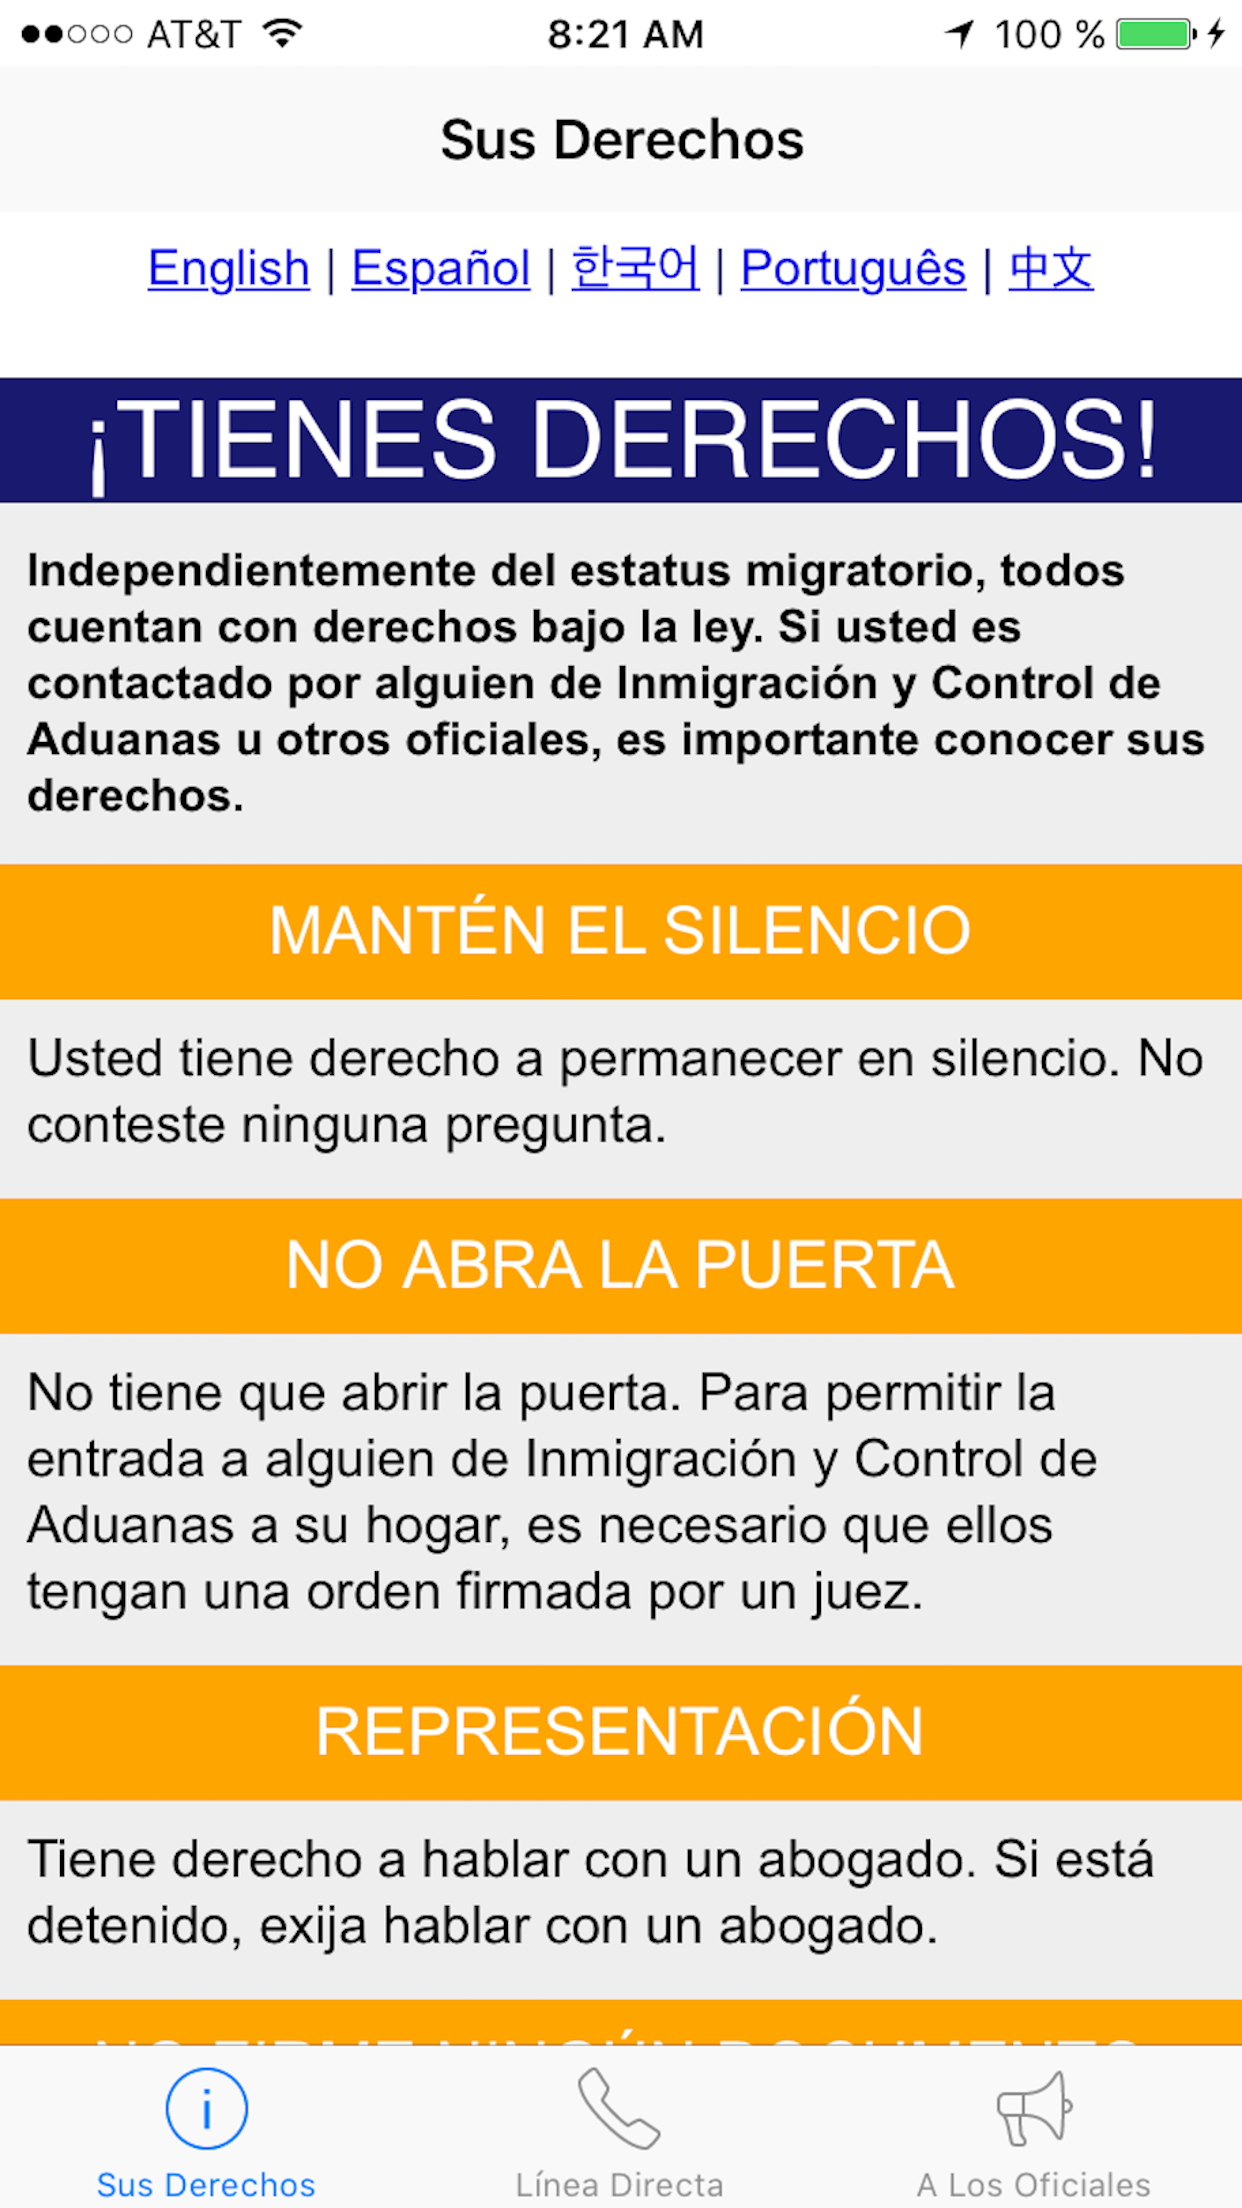 AT&T 8:21 AM 100 %
Sus Derechos
English | Español | 한국어 | Português | 中文
¡TIENES DERECHOS!
Independientemente del estatus migratorio, todos
cuentan con derechos bajo la ley. Si usted es
contactado por alguien de Inmigración y Control de
Aduanas u otros oficiales, es importante conocer sus
derechos.
MANTÉN EL SILENCIO
Usted tiene derecho a permanecer en silencio. No
conteste ninguna pregunta.
NO ABRA LA PUERTA
No tiene que abrir la puerta. Para permitir la
entrada a alguien de Inmigración y Control de
Aduanas a su hogar, es necesario que ellos
tengan una orden firmada por un juez.
REPRESENTACIÓN
Tiene derecho a hablar con un abogado. Si está
detenido, exija hablar con un abogado.
Sus Derechos
Línea Directa
A Los Oficiales